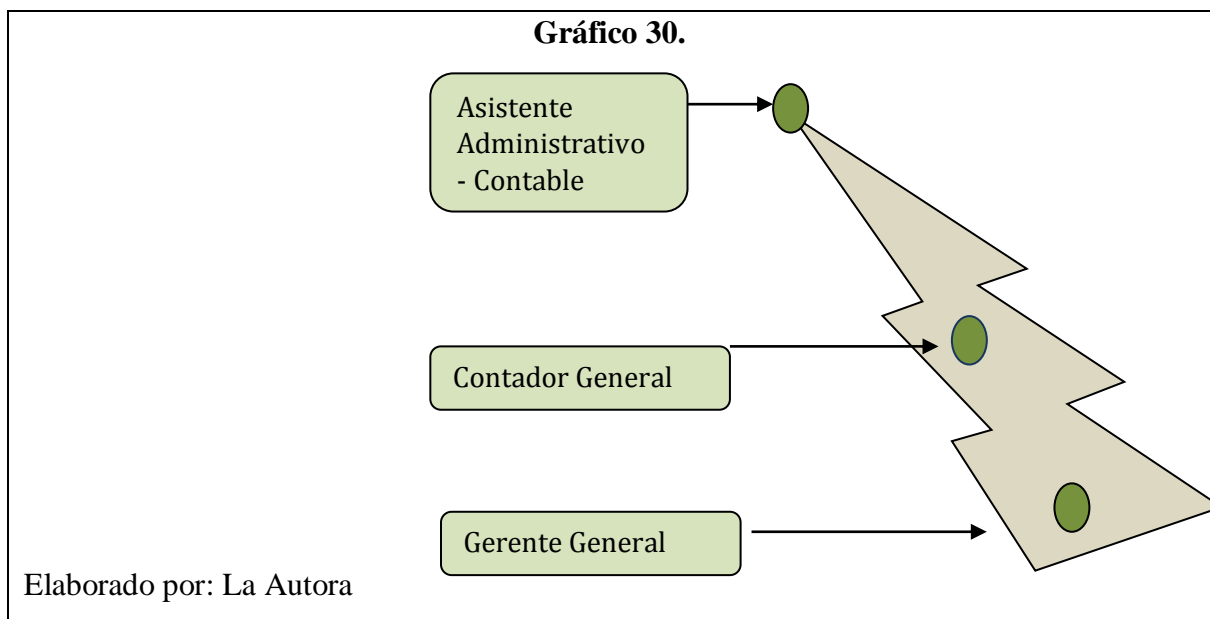 Gráfico 30.
Asistente
Administrativo
- Contable
Contador General
Gerente General
Elaborado por: La Autora